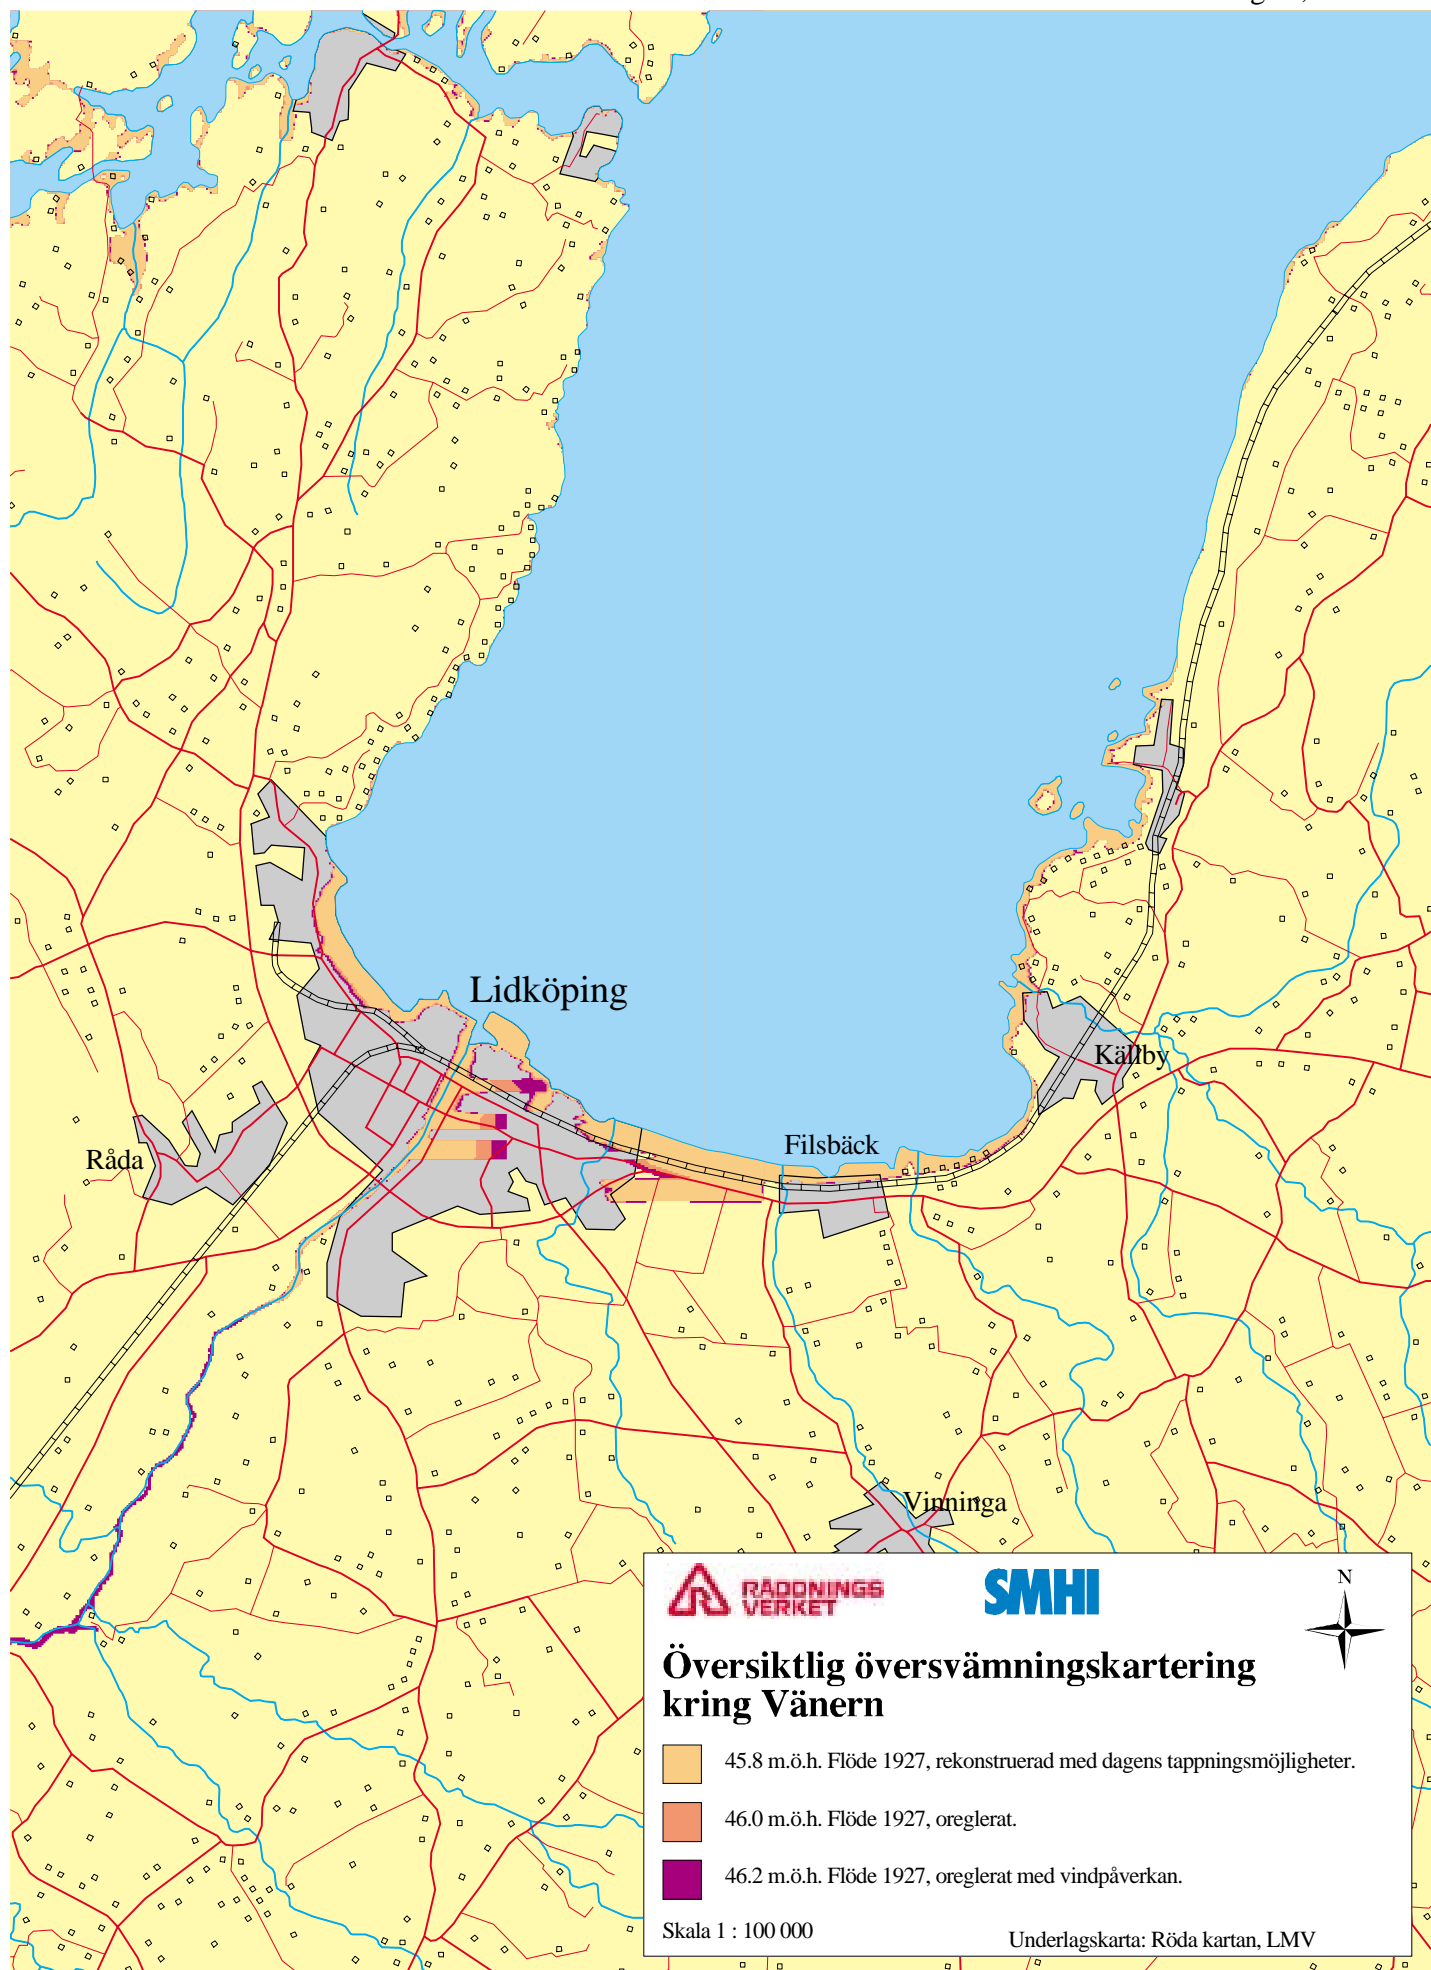 Lidköping
Källby
Filsbäck
Råda
Vinninga
RÄDDNINGS
VERKET
SMHI
N
Översiktlig översvämningskartering
kring Vänern
45.8 m.ö.h. Flöde 1927, rekonstruerad med dagens tappningsmöjligheter.
46.0 m.ö.h. Flöde 1927, oreglerat.
46.2 m.ö.h. Flöde 1927, oreglerat med vindpåverkan.
Skala 1 : 100 000
Underlagskarta: Röda kartan, LMV